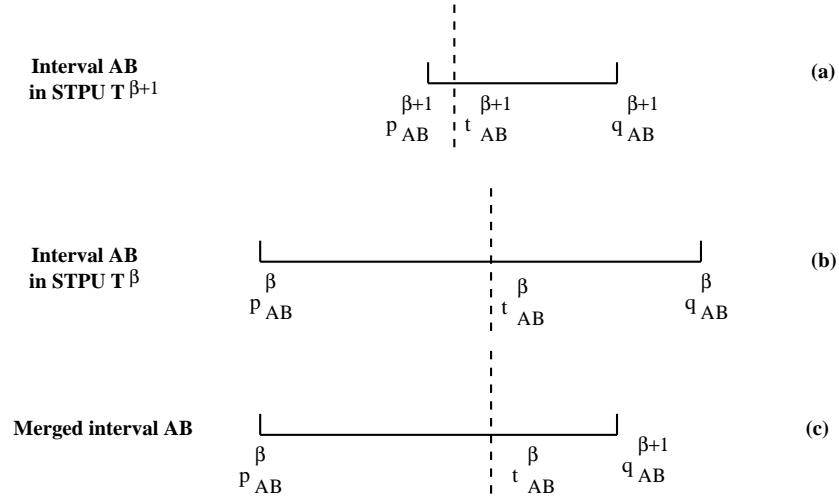 Interval AB
in STPU T β+1
(a)
p AB β+1
t AB β+1
q AB β+1
Interval AB
in STPU T β
(b)
p AB β
t AB β
q AB β
Merged interval AB
(c)
p AB β
t AB β
q AB β+1